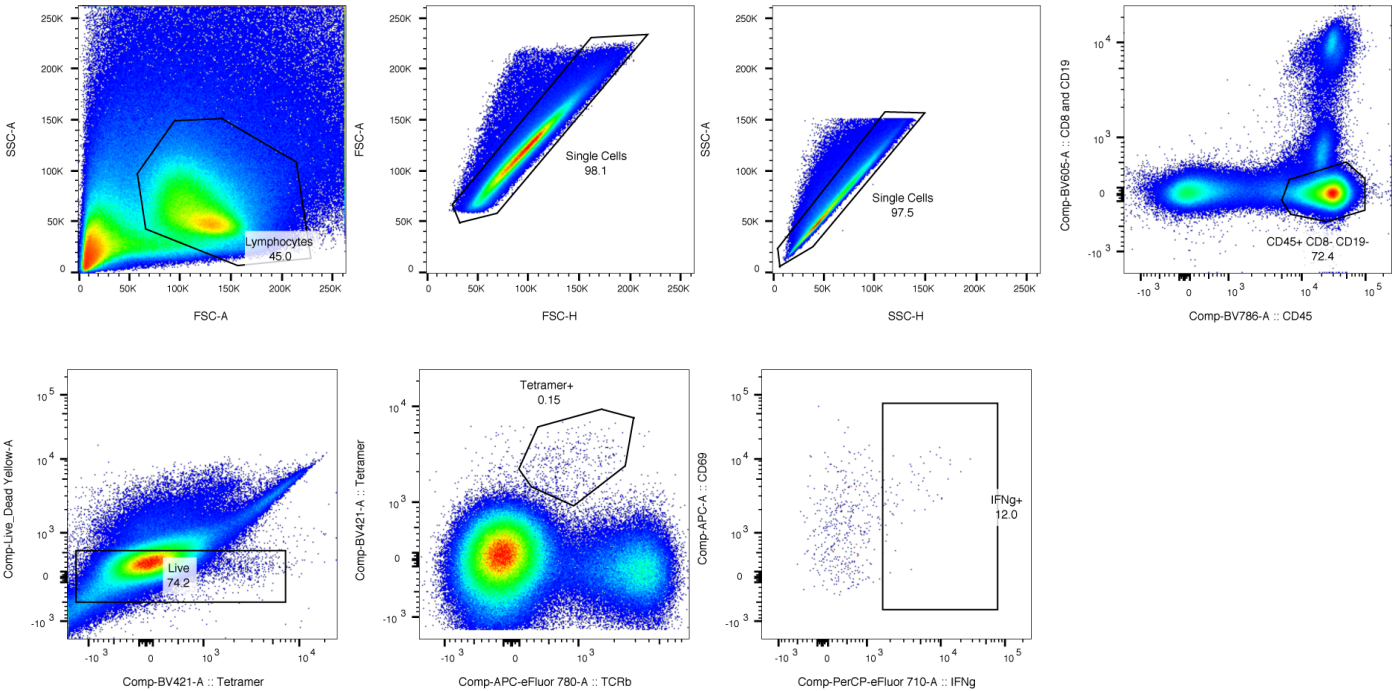 250K
200K
150K
100K
50K
0
SSC-A
Lymphocytes
45.0
0 50K 100K 150K 200K 250K
FSC-A
250K
200K
150K
100K
50K
0
FSC-A
Single Cells
98.1
0 50K 100K 150K 200K 250K
FSC-H
250K
200K
150K
100K
50K
0
SSC-A
Single Cells
97.5
0 50K 100K 150K 200K 250K
SSC-H
10 4
10 3
0
-10 3
Comp-BV605-A :: CD8 and CD19
CD45+ CD8- CD19-
72.4
-10 3 0 10 3 10 4 10 5
Comp-BV786-A :: CD45
10 5
10 4
10 3
0
-10 3
Comp-Live_Dead Yellow-A
Live
74.2
-10 3 0 10 3 10 4
Comp-BV421-A :: Tetramer
10 4
10 3
0
-10 3
Comp-BV421-A :: Tetramer
Tetramer+
0.15
-10 3 0 10 3
Comp-APC-eFluor 780-A :: TCRb
10 5
10 4
10 3
0
-10 3
Comp-APC-A :: CD69
IFNg+
12.0
-10 3 0 10 3 10 4 10 5
Comp-PerCP-eFluor 710-A :: IFNg